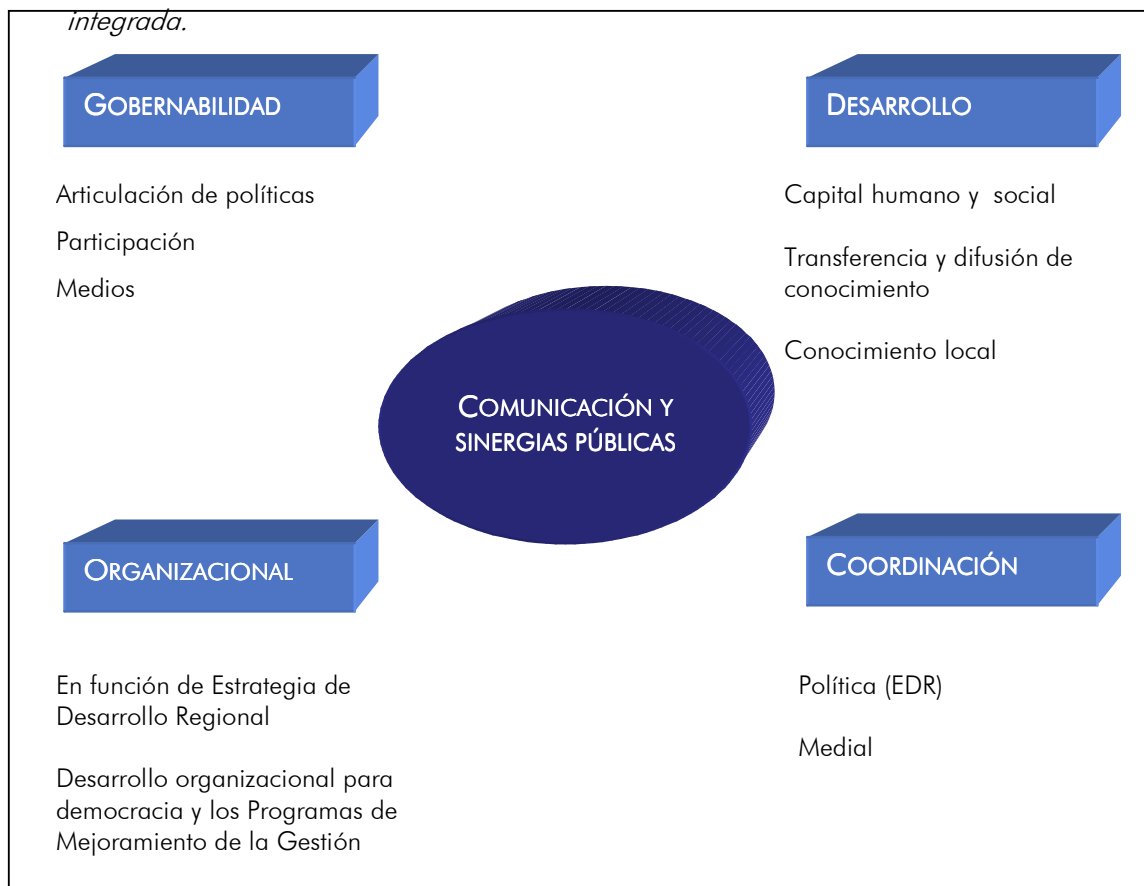 integrada.
GOBERNABILIDAD
Articulación de políticas
Participación
Medios
DESARROLLO
Capital humano y  social
Transferencia y difusión de
conocimiento
Conocimiento local
COMUNICACIÓN Y
SINERGIAS PÚBLICAS
ORGANIZACIONAL
En función de Estrategia de
Desarrollo Regional
Desarrollo organizacional para
democracia y los Programas de
Mejoramiento de la Gestión
COORDINACIÓN
Política (EDR)
Medial